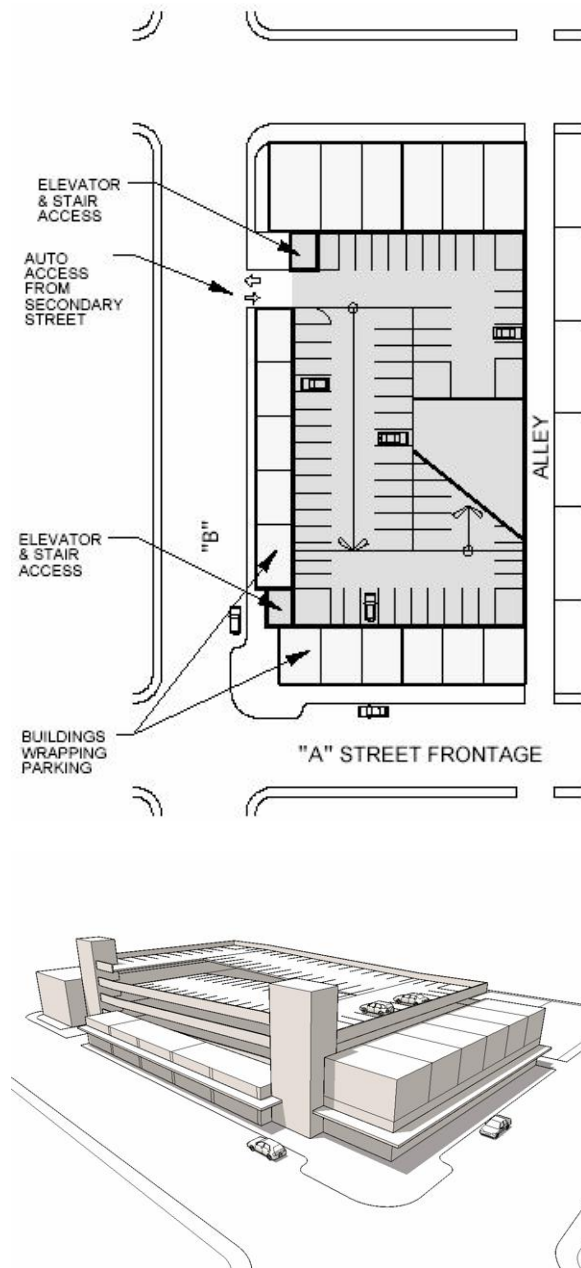 ELEVATOR
& STAIR
ACCESS
AUTO
ACCESS
FROM
SECONDARY
STREET
ALLEY
"B"
ELEVATOR
& STAIR
ACCESS
BUILDINGS
WRAPPING
PARKING
"A" STREET FRONTAGE